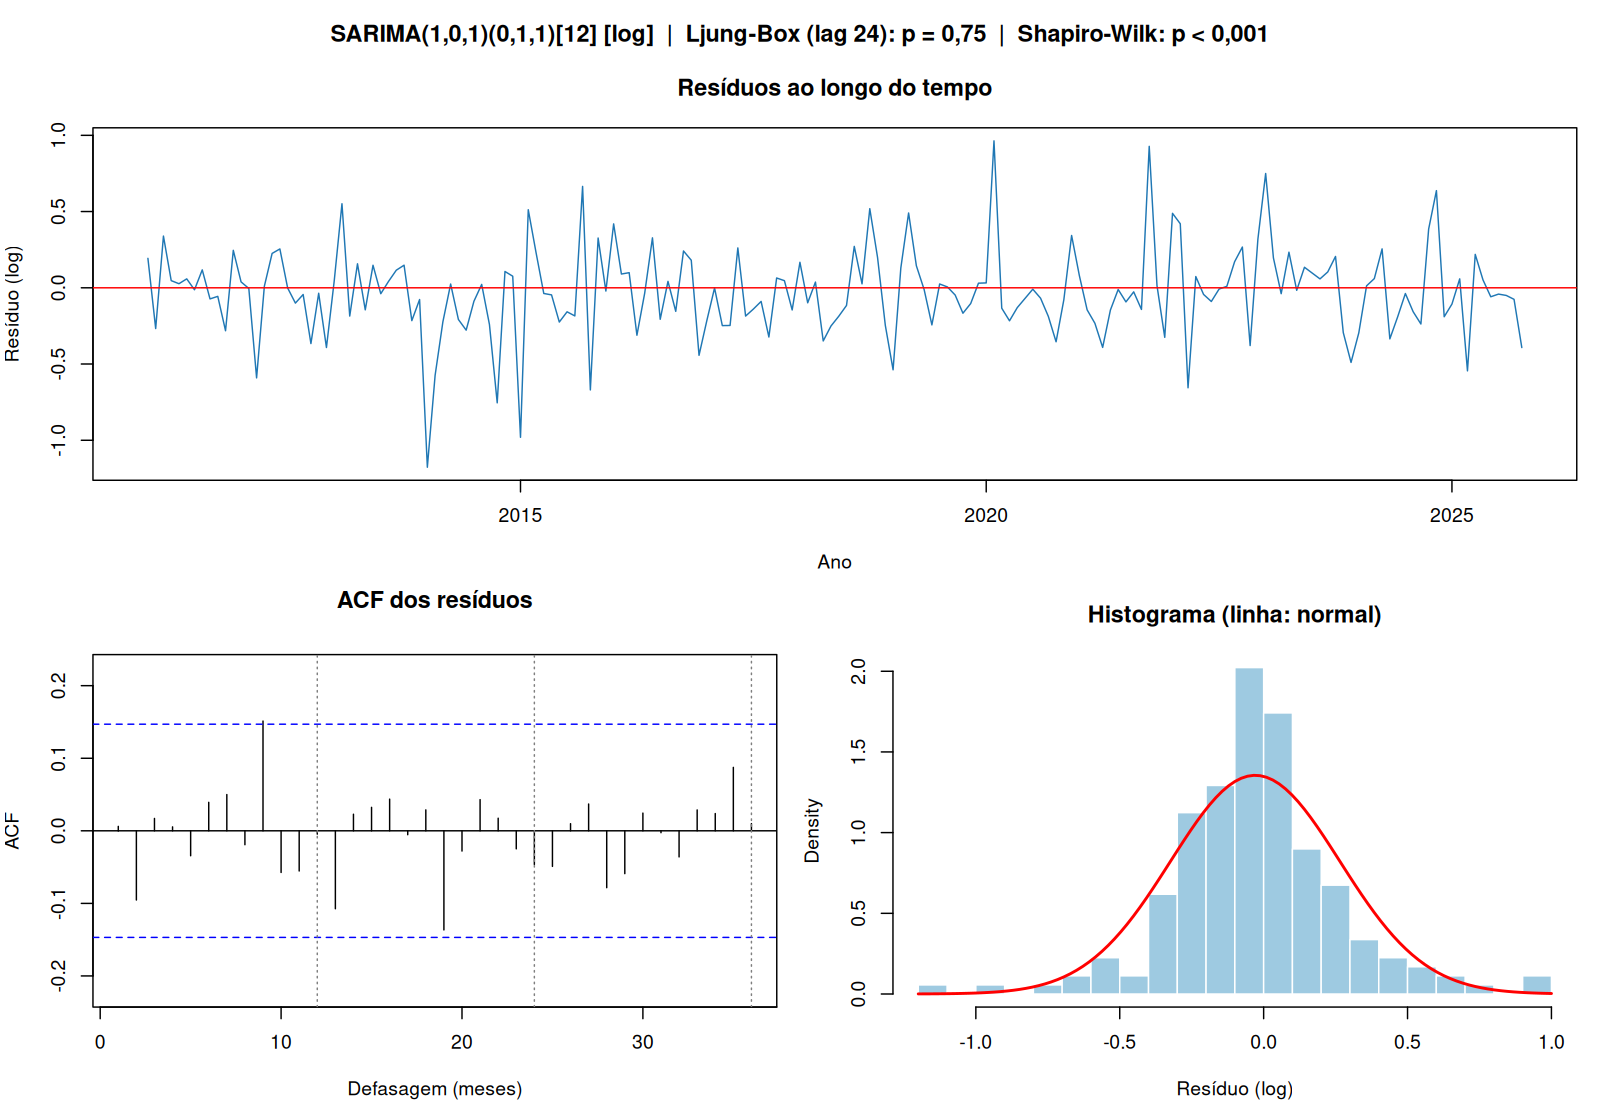 SARIMA(1,0,1)(0,1,1)[12] [log] | Ljung-Box (lag 24): p = 0,75 | Shapiro-Wilk: p < 0,001
Resíduos ao longo do tempo
1.0
0.5
0.0
-0.5
-1.0
Resíduo (log)
2015
2020
2025
Ano
ACF dos resíduos
0.2
0.1
0.0
-0.1
-0.2
ACF
0
10
20
30
Defasagem (meses)
Histograma (linha: normal)
2.0
1.5
1.0
0.5
0.0
Density
-1.0
-0.5
0.0
0.5
1.0
Resíduo (log)